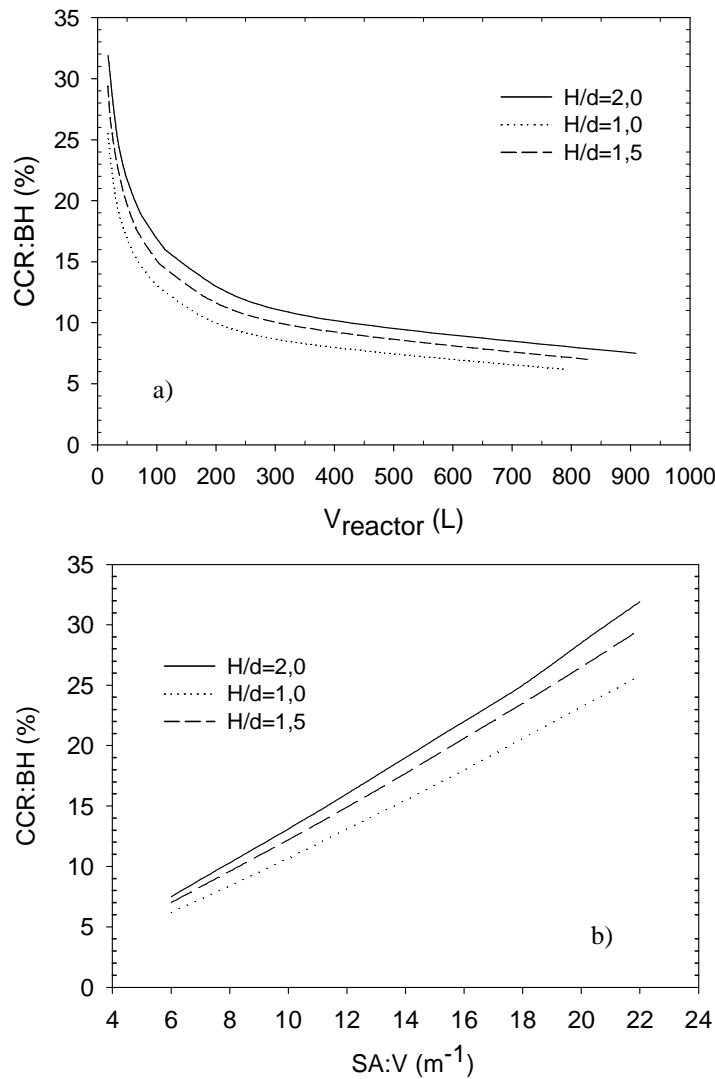 35
30
25
20
15
10
5
0
CCR:BH (%)
H/d=2,0
H/d=1,0
H/d=1,5
a)
0 100 200 300 400 500 600 700 800 900 1000
V_reactor (L)
35
30
25
20
15
10
5
0
CCR:BH (%)
H/d=2,0
H/d=1,0
H/d=1,5
b)
4 6 8 10 12 14 16 18 20 22 24
SA:V (m⁻¹)